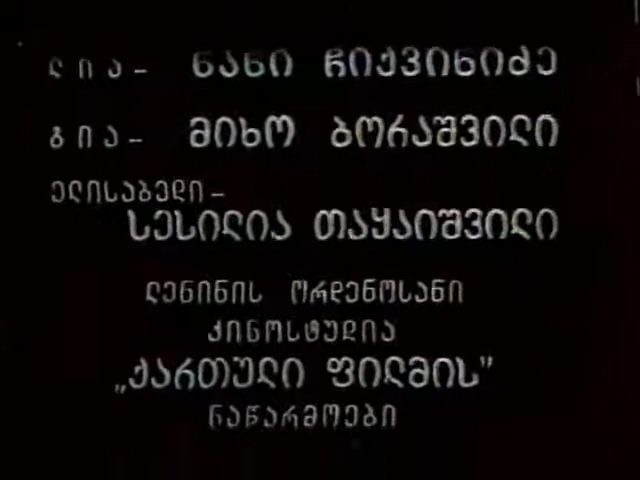 ლია – ნანი ჩიქვინიძე
გია – მიხო ბორაშვილი
ელისაბედი –
სესილია თაყაიშვილი
ლენინის ორდენოსანი
კინოსტუდია
„ქართული ფილმის”
ნაწარმოები